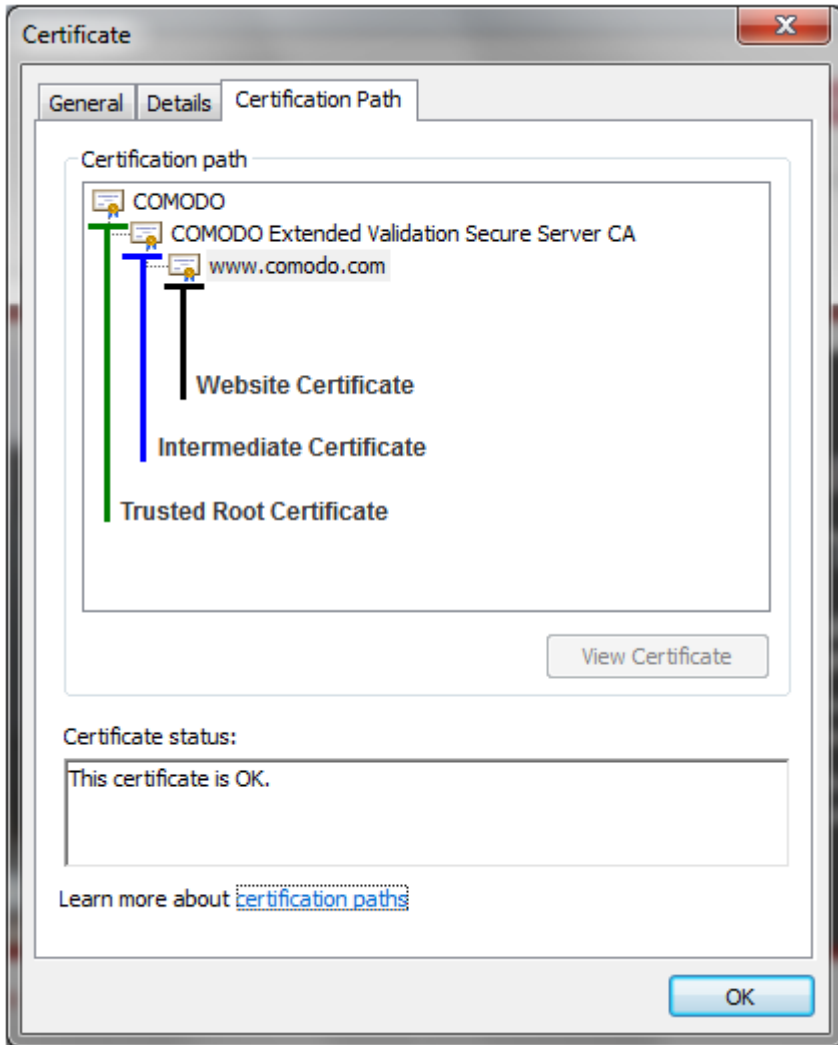 Certificate
General Details Certification Path
Certification path
COMODO
COMODO Extended Validation Secure Server CA
www.comodo.com
Website Certificate
Intermediate Certificate
Trusted Root Certificate
View Certificate
Certificate status:
This certificate is OK.
Learn more about certification paths
OK